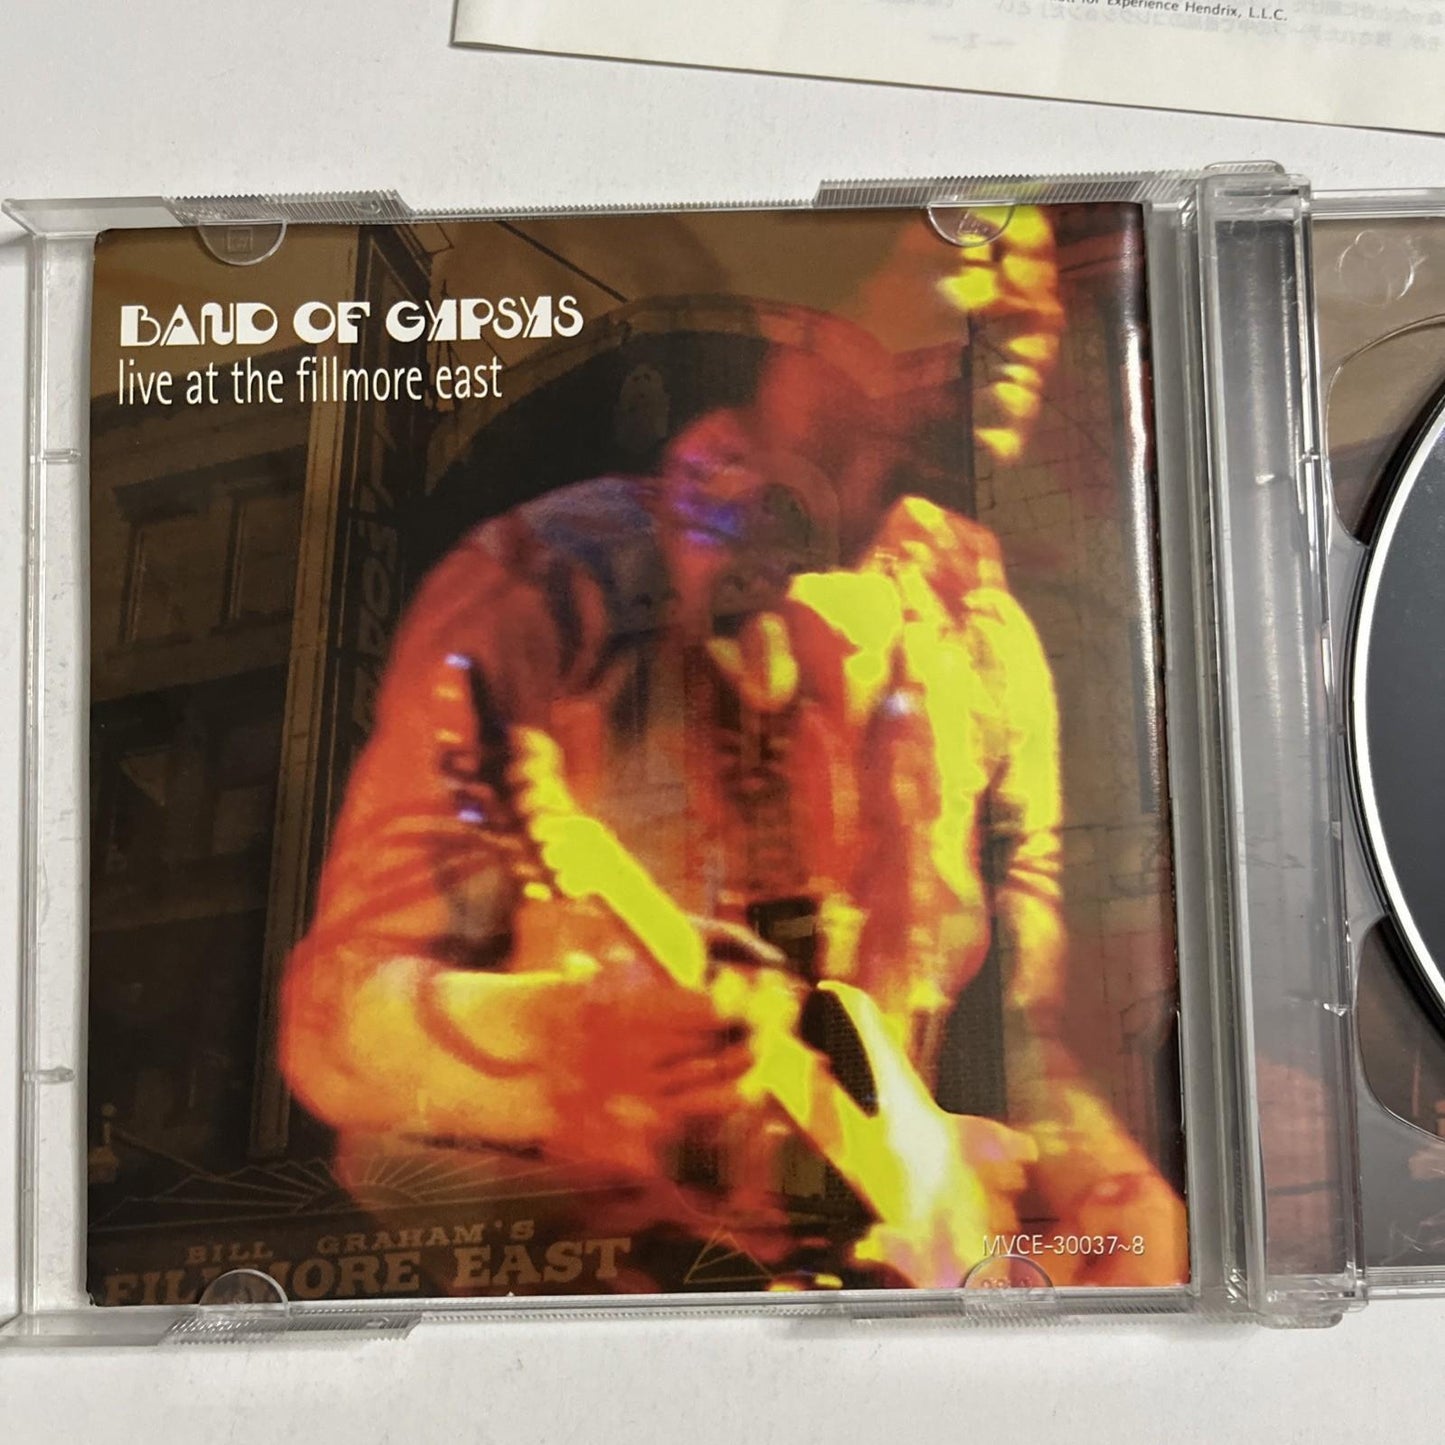 Experience Hendrix, L.L.C.
BAND OF GYPSYS
live at the fillmore east
BILL GRAHAM'S
FILLMORE EAST
MVCE-30037~8